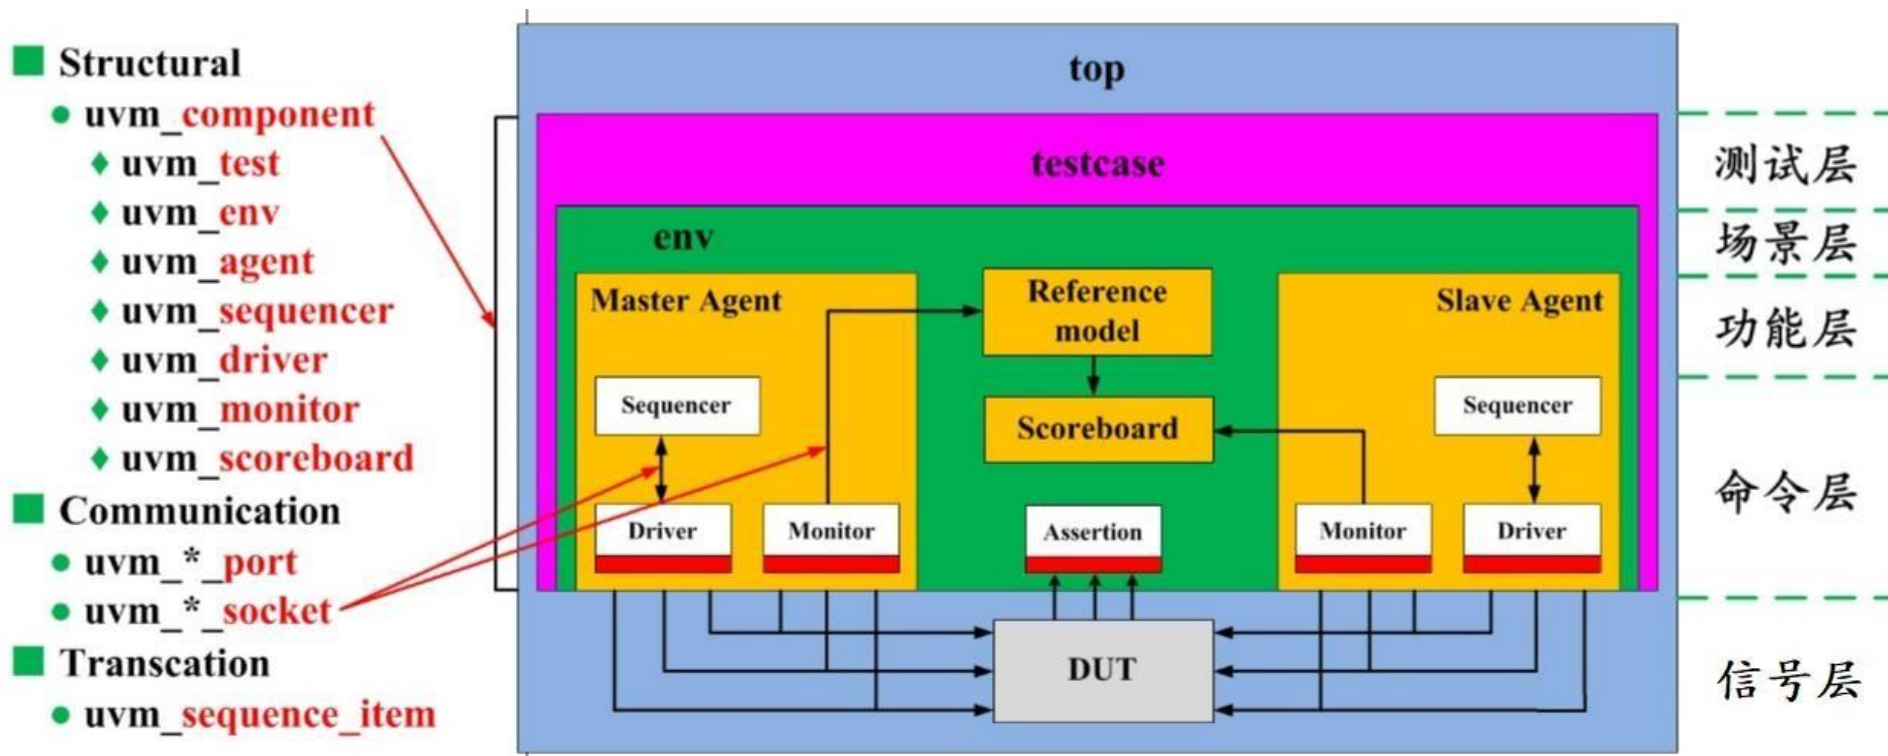 Structural
uvm_component
uvm_test
uvm_env
uvm_agent
uvm_sequencer
uvm_driver
uvm_monitor
uvm_scoreboard
Communication
uvm_*_port
uvm_*_socket
Transcation
uvm_sequence_item
top
testcase
env
Master Agent
Sequencer
Driver
Monitor
Reference
model
Scoreboard
Assertion
Slave Agent
Sequencer
Monitor
Driver
DUT
测试层
场景层
功能层
命令层
信号层